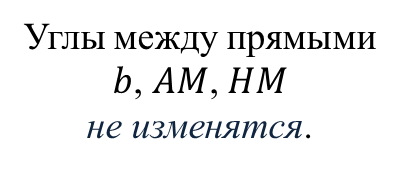 Углы между прямыми
b, AM, HM
не изменятся.